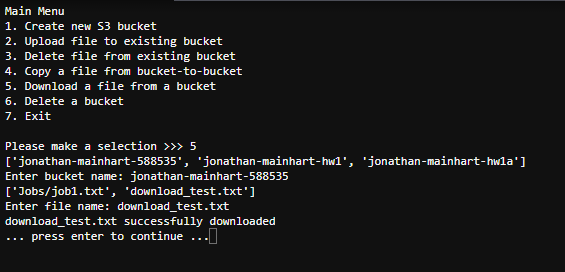 Main Menu
1. Create new S3 bucket
2. Upload file to existing bucket
3. Delete file from existing bucket
4. Copy a file from bucket-to-bucket
5. Download a file from a bucket
6. Delete a bucket
7. Exit
Please make a selection >>> 5
['jonathan-mainhart-588535', 'jonathan-mainhart-hw1', 'jonathan-mainhart-hw1a']
Enter bucket name: jonathan-mainhart-588535
['Jobs/job1.txt', 'download_test.txt']
Enter file name: download_test.txt
download_test.txt successfully downloaded
... press enter to continue ...